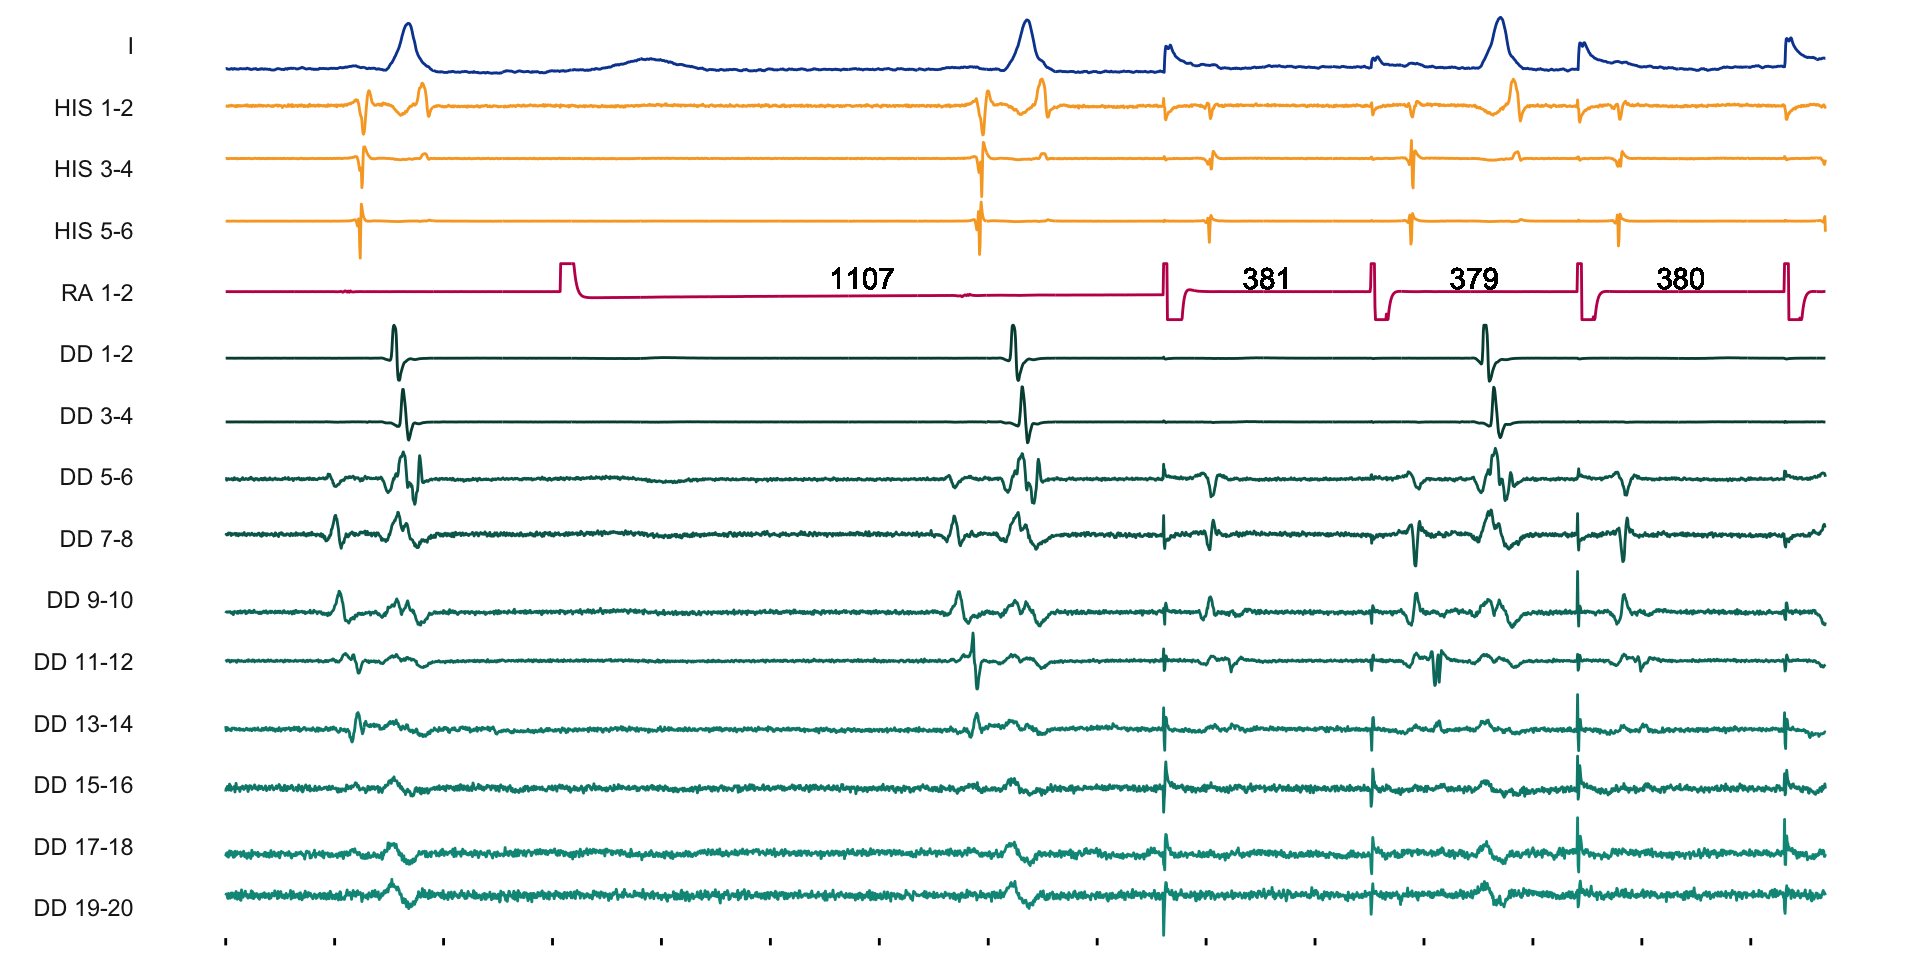 I
HIS 1-2
HIS 3-4
HIS 5-6
RA 1-2
1107 381 379 380
DD 1-2
DD 3-4
DD 5-6
DD 7-8
DD 9-10
DD 11-12
DD 13-14
DD 15-16
DD 17-18
DD 19-20